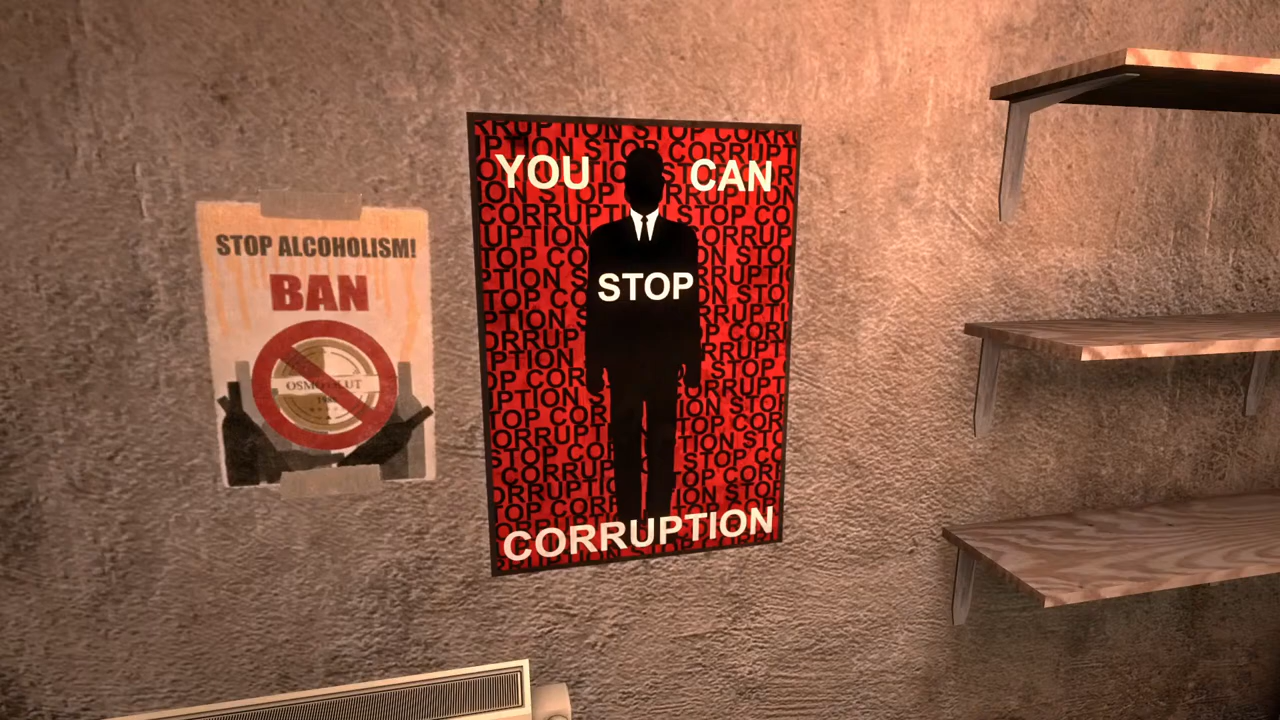 STOP ALCOHOLISM!
BAN
YOU CAN
STOP
CORRUPTION